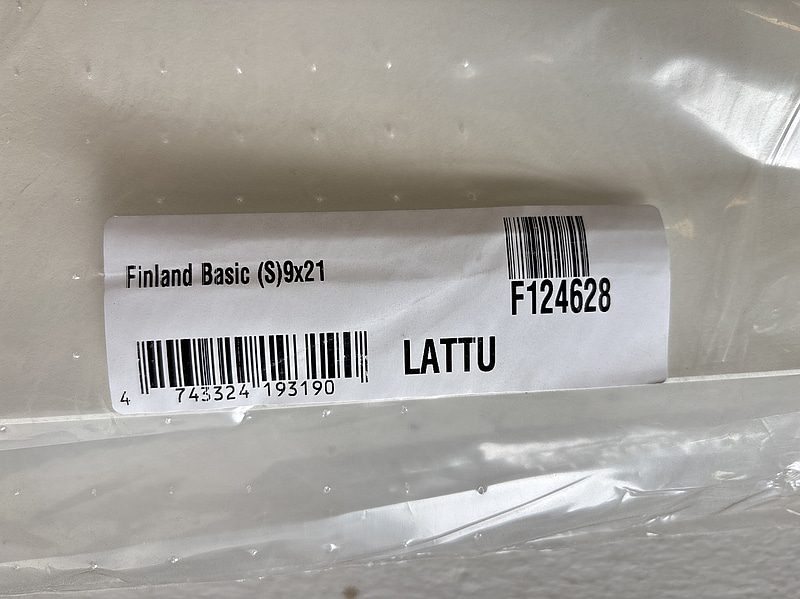 Finland Basic (S)9x21
F124628
LATTU
4 743324 193190